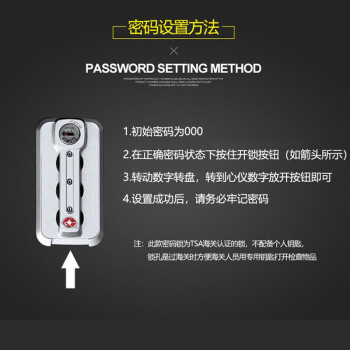 密码设置方法
PASSWORD SETTING METHOD
1.初始密码为000
2.在正确密码状态下按住开锁按钮（如箭头所示）
3.转动数字转盘，转到心仪数字放开按钮即可
4.设置成功后，请务必牢记密码
注：此款密码锁为TSA海关认证的锁，不配备个人钥匙。
锁孔是过海关时方便海关人员用专用钥匙打开检查物品